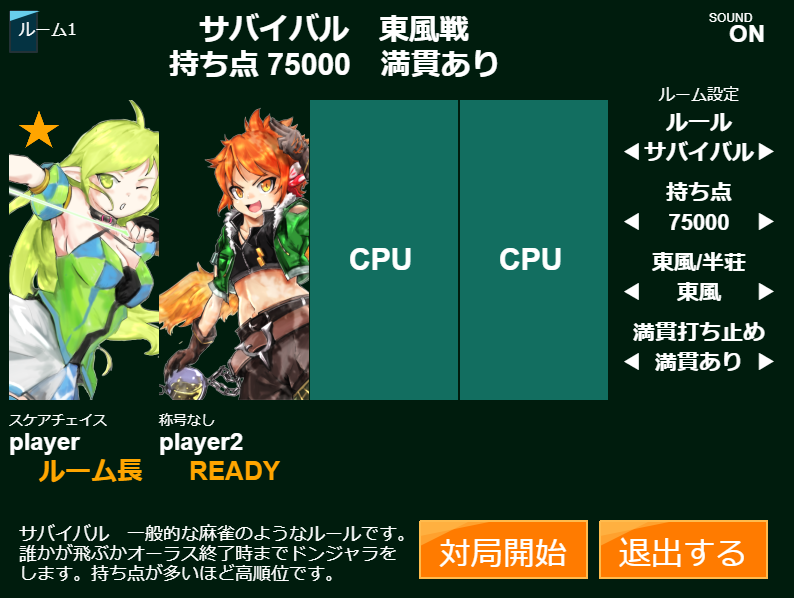 ルーム1
サバイバル　東風戦
持ち点 75000　満貫あり
SOUND
ON
ルーム設定
ルール
◀サバイバル▶
持ち点
◀ 75000 ▶
東風/半荘
◀ 東風 ▶
満貫打ち止め
◀ 満貫あり ▶
CPU
CPU
スケアチェイス
player
ルーム長
称号なし
player2
READY
サバイバル　一般的な麻雀のようなルールです。
誰かが飛ぶかオーラス終了時までドンジャラを
します。持ち点が多いほど高順位です。
対局開始
退出する